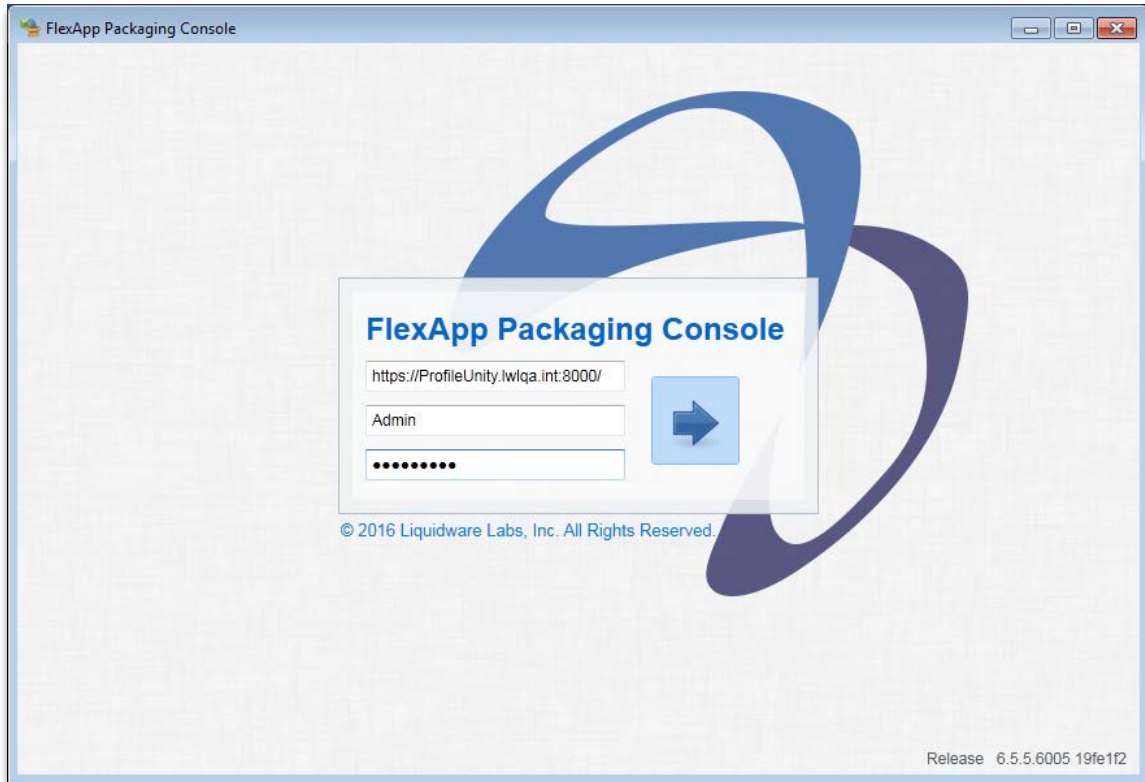 FlexApp Packaging Console
FlexApp Packaging Console
https://ProfileUnity.lwlqa.int:8000/
Admin
●●●●●●●●●
© 2016 Liquidware Labs, Inc. All Rights Reserved.
Release 6.5.5.6005 19fe1f2